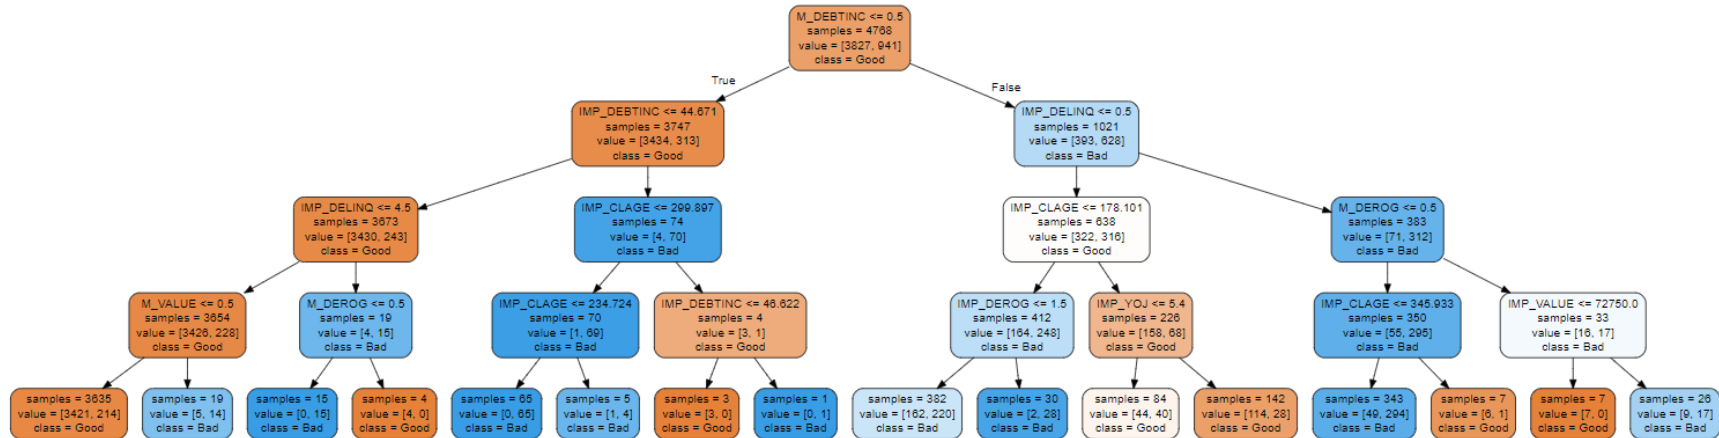 M_DEBTINC <= 0.5
samples = 4768
value = [3827, 941]
class = Good
True
False
IMP_DEBTINC <= 44.671
samples = 3747
value = [3434, 313]
class = Good
IMP_DELINQ <= 0.5
samples = 1021
value = [393, 628]
class = Bad
IMP_DELINQ <= 4.5
samples = 3673
value = [3430, 243]
class = Good
IMP_CLAGE <= 299.897
samples = 74
value = [4, 70]
class = Bad
IMP_CLAGE <= 178.101
samples = 638
value = [322, 316]
class = Good
M_DEROG <= 0.5
samples = 383
value = [71, 312]
class = Bad
M_VALUE <= 0.5
samples = 3654
value = [3426, 228]
class = Good
M_DEROG <= 0.5
samples = 19
value = [4, 15]
class = Bad
IMP_CLAGE <= 234.724
samples = 70
value = [1, 69]
class = Bad
IMP_DEBTINC <= 46.622
samples = 4
value = [3, 1]
class = Good
IMP_DEROG <= 1.5
samples = 412
value = [164, 248]
class = Bad
IMP_YOJ <= 5.4
samples = 226
value = [158, 68]
class = Good
IMP_CLAGE <= 345.933
samples = 350
value = [55, 295]
class = Bad
IMP_VALUE <= 72750.0
samples = 33
value = [16, 17]
class = Bad
samples = 3635
value = [3421, 214]
class = Good
samples = 19
value = [5, 14]
class = Bad
samples = 15
value = [0, 15]
class = Bad
samples = 4
value = [4, 0]
class = Good
samples = 65
value = [0, 65]
class = Bad
samples = 5
value = [1, 4]
class = Bad
samples = 3
value = [3, 0]
class = Good
samples = 1
value = [0, 1]
class = Bad
samples = 382
value = [162, 220]
class = Bad
samples = 30
value = [2, 28]
class = Bad
samples = 84
value = [44, 40]
class = Good
samples = 142
value = [114, 28]
class = Good
samples = 343
value = [49, 294]
class = Bad
samples = 7
value = [6, 1]
class = Good
samples = 7
value = [7, 0]
class = Good
samples = 26
value = [9, 17]
class = Bad